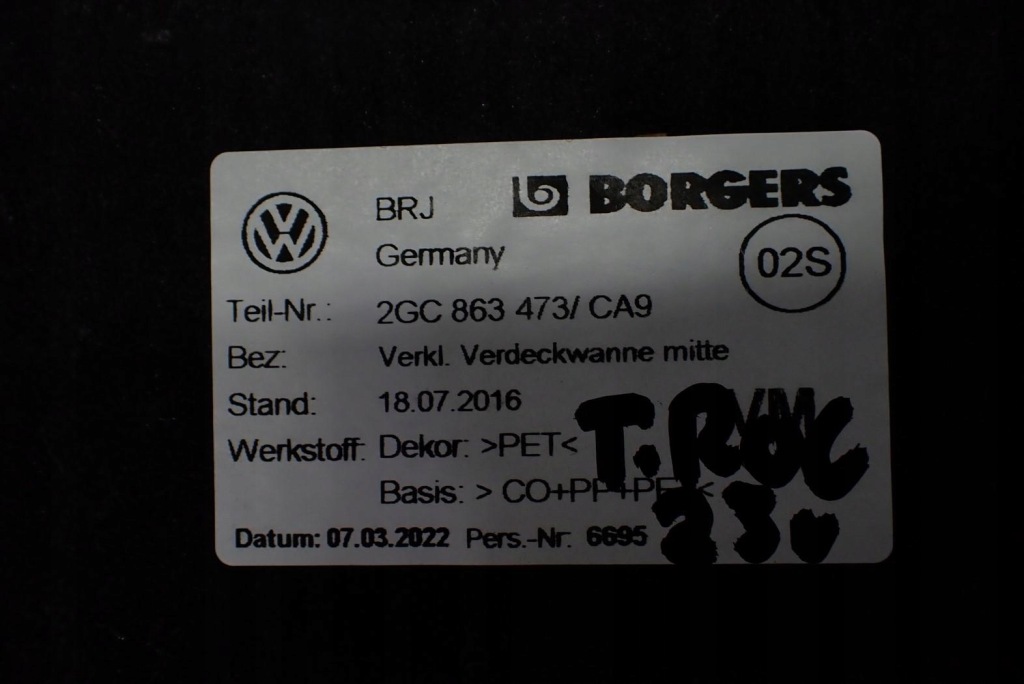 BRJ BORGERS
Germany 02S
Teil-Nr.: 2GC 863 473/ CA9
Bez: Verkl. Verdeckwanne mitte
Stand: 18.07.2016
Werkstoff: Dekor: >PET< T.ROC
Basis: > CO+PP+PE
Datum: 07.03.2022 Pers.-Nr: 6695 23